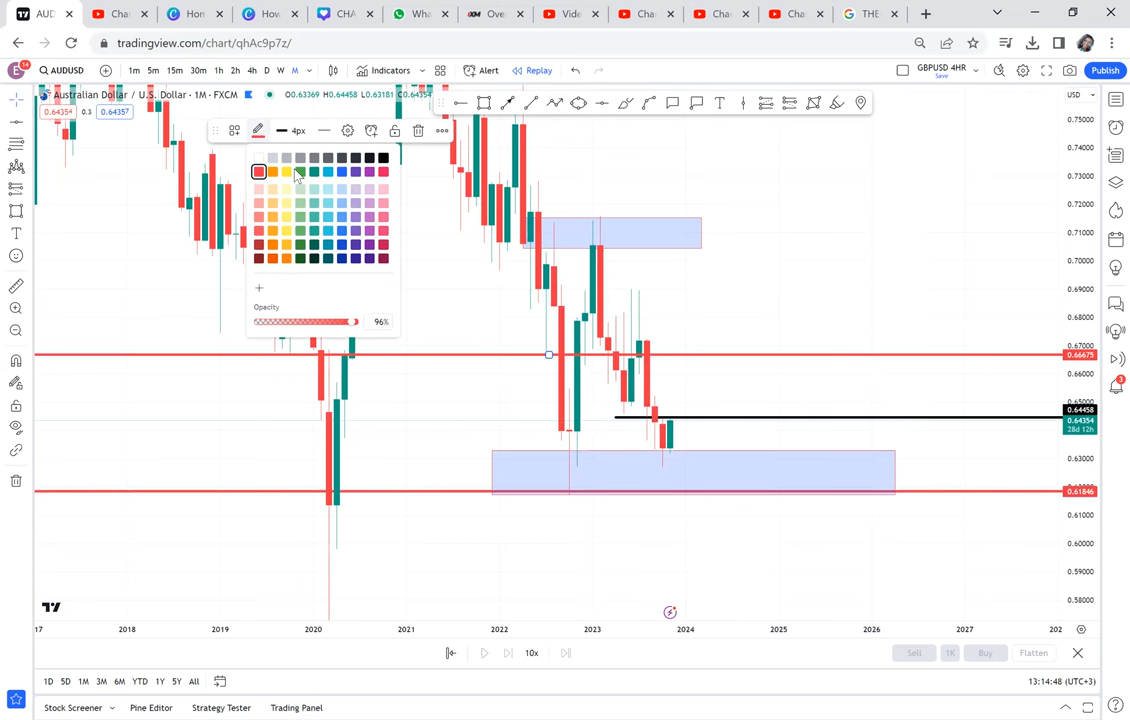 AUD
Cha
Hon
How
CHA
Wha
Over
Vide
Cha
Cha
Cha
THE
tradingview.com/chart/qhAc9p7z/
E 14
AUDUSD
1m 5m 15m 30m 1h 2h 4h D W M
Indicators
Alert
Replay
GBPUSD 4HR
Save
Publish
Australian Dollar / U.S. Dollar · 1M · FXCM
O0.63369 H0.64458 L0.63181 C0.64354
0.64354 0.3 0.64357
4px
Opacity
96%
USD
0.75000
0.74000
0.73000
0.72000
0.71000
0.70000
0.69000
0.68000
0.67000
0.66675
0.66000
0.65000
0.64458
0.64354
28d 12h
0.63000
0.61846
0.61000
0.60000
0.59000
0.58000
17 2018 2019 2020 2021 2022 2023 2024 2025 2026 2027 202
10x
Sell 1K Buy Flatten
1D 5D 1M 3M 6M YTD 1Y 5Y All
13:14:48 (UTC+3)
Stock Screener
Pine Editor
Strategy Tester
Trading Panel
3